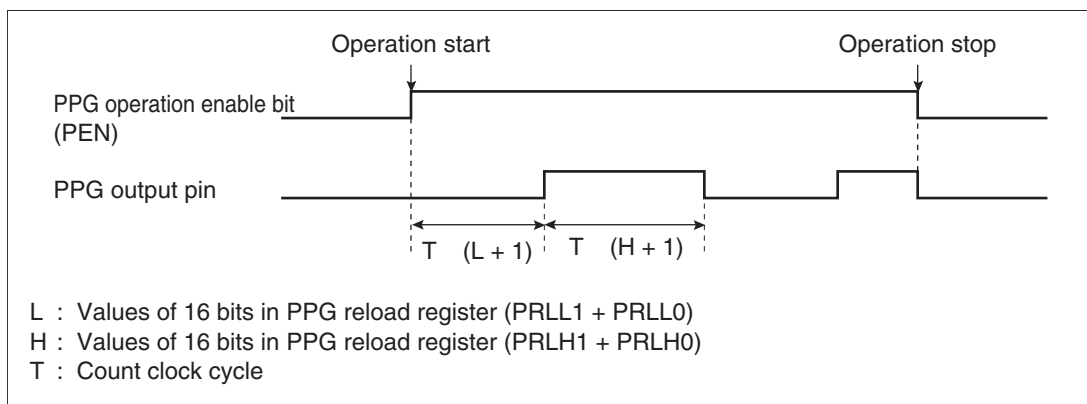 Operation start Operation stop
PPG operation enable bit
(PEN)
PPG output pin
T (L + 1) T (H + 1)
L : Values of 16 bits in PPG reload register (PRLL1 + PRLL0)
H : Values of 16 bits in PPG reload register (PRLH1 + PRLH0)
T : Count clock cycle